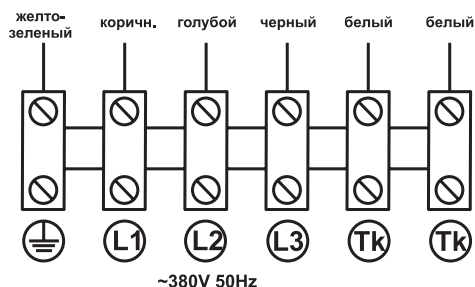 желто-
зеленый коричн. голубой черный белый белый
L1 L2 L3 Tk Tk
~380V 50Hz